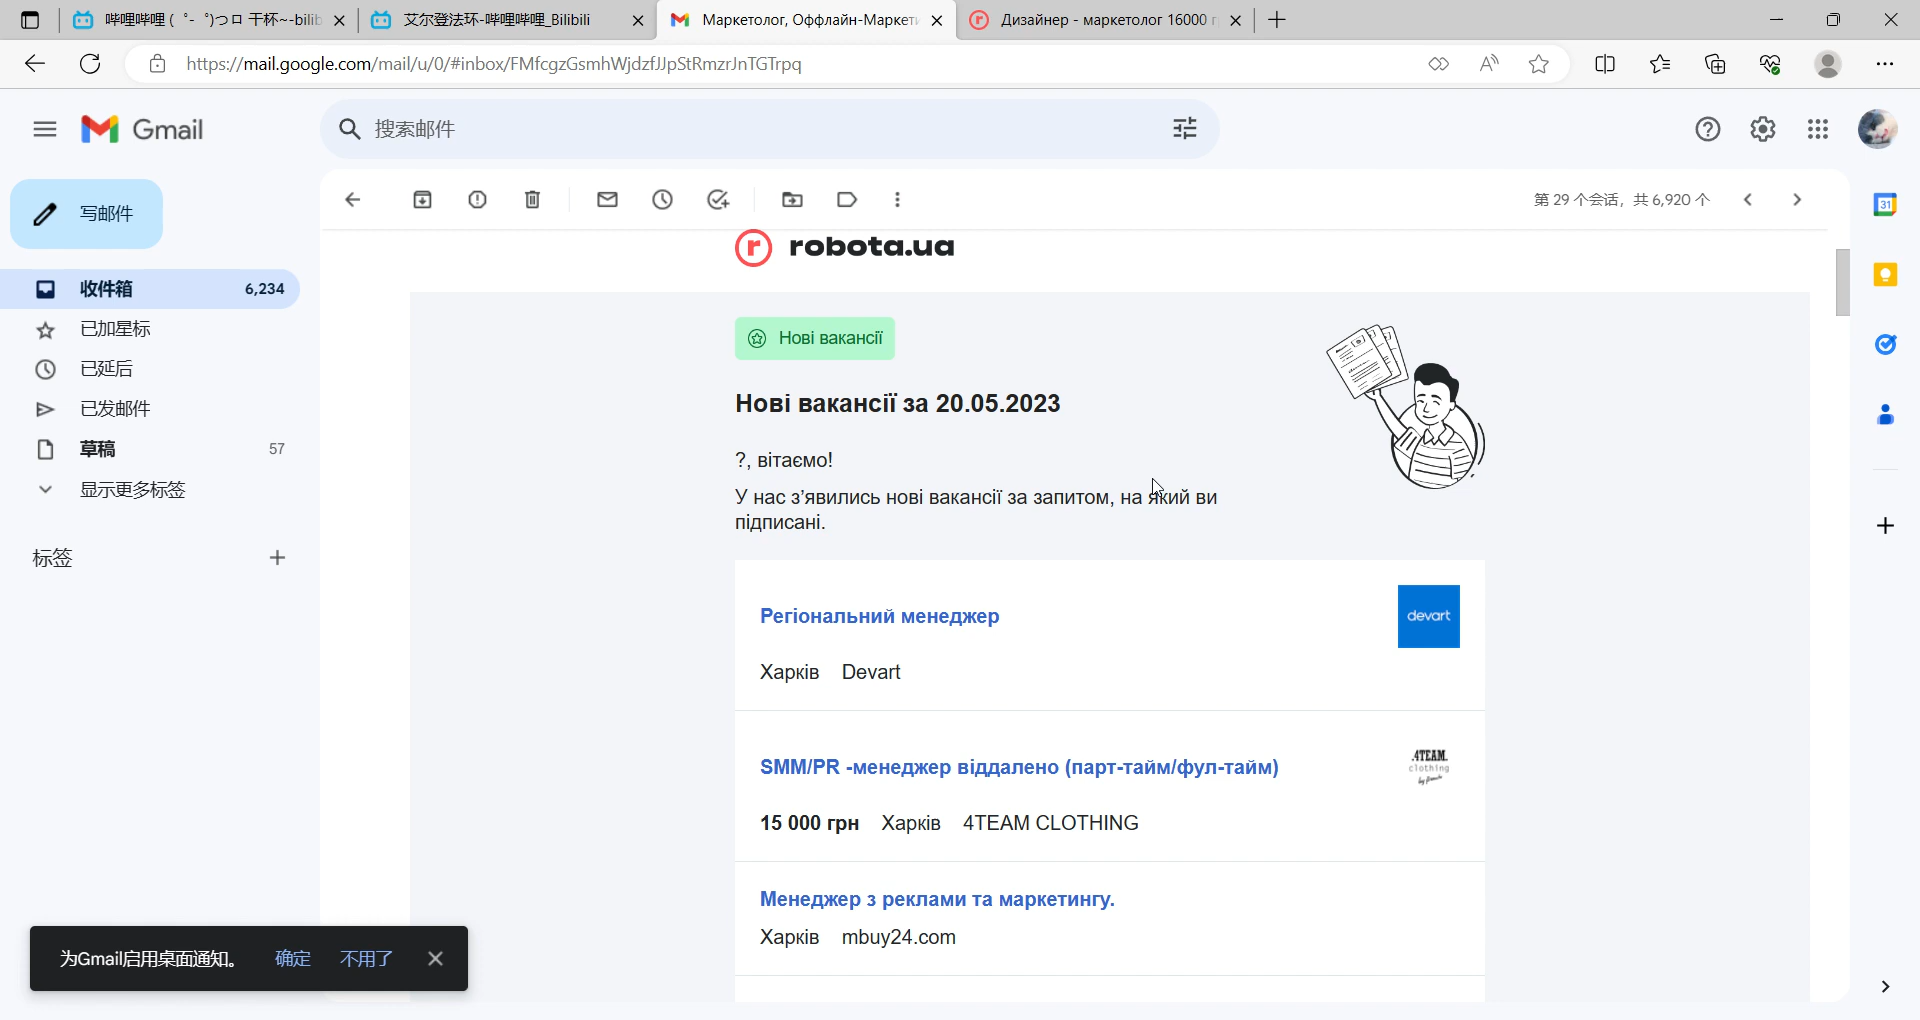 哔哩哔哩 (゜-゜)つロ 干杯~-bilib
艾尔登法环-哔哩哔哩_Bilibili
Маркетолог, Оффлайн-Маркети
Дизайнер - маркетолог 16000 г
https://mail.google.com/mail/u/0/#inbox/FMfcgzGsmhWjdzfJJpStRmzrJnTGTrpq
Gmail
搜索邮件
写邮件
第 29 个会话，共 6,920 个
收件箱 6,234
已加星标
已延后
已发邮件
草稿 57
显示更多标签
标签
robota.ua
Нові вакансії
Нові вакансії за 20.05.2023
?, вітаємо!
У нас з’явились нові вакансії за запитом, на який ви
підписані.
Регіональний менеджер
devart
Харків Devart
SMM/PR -менеджер віддалено (парт-тайм/фул-тайм)
.4TEAM.
clothing
15 000 грн Харків 4TEAM CLOTHING
Менеджер з реклами та маркетингу.
Харків mbuy24.com
为Gmail启用桌面通知。 确定 不用了
31